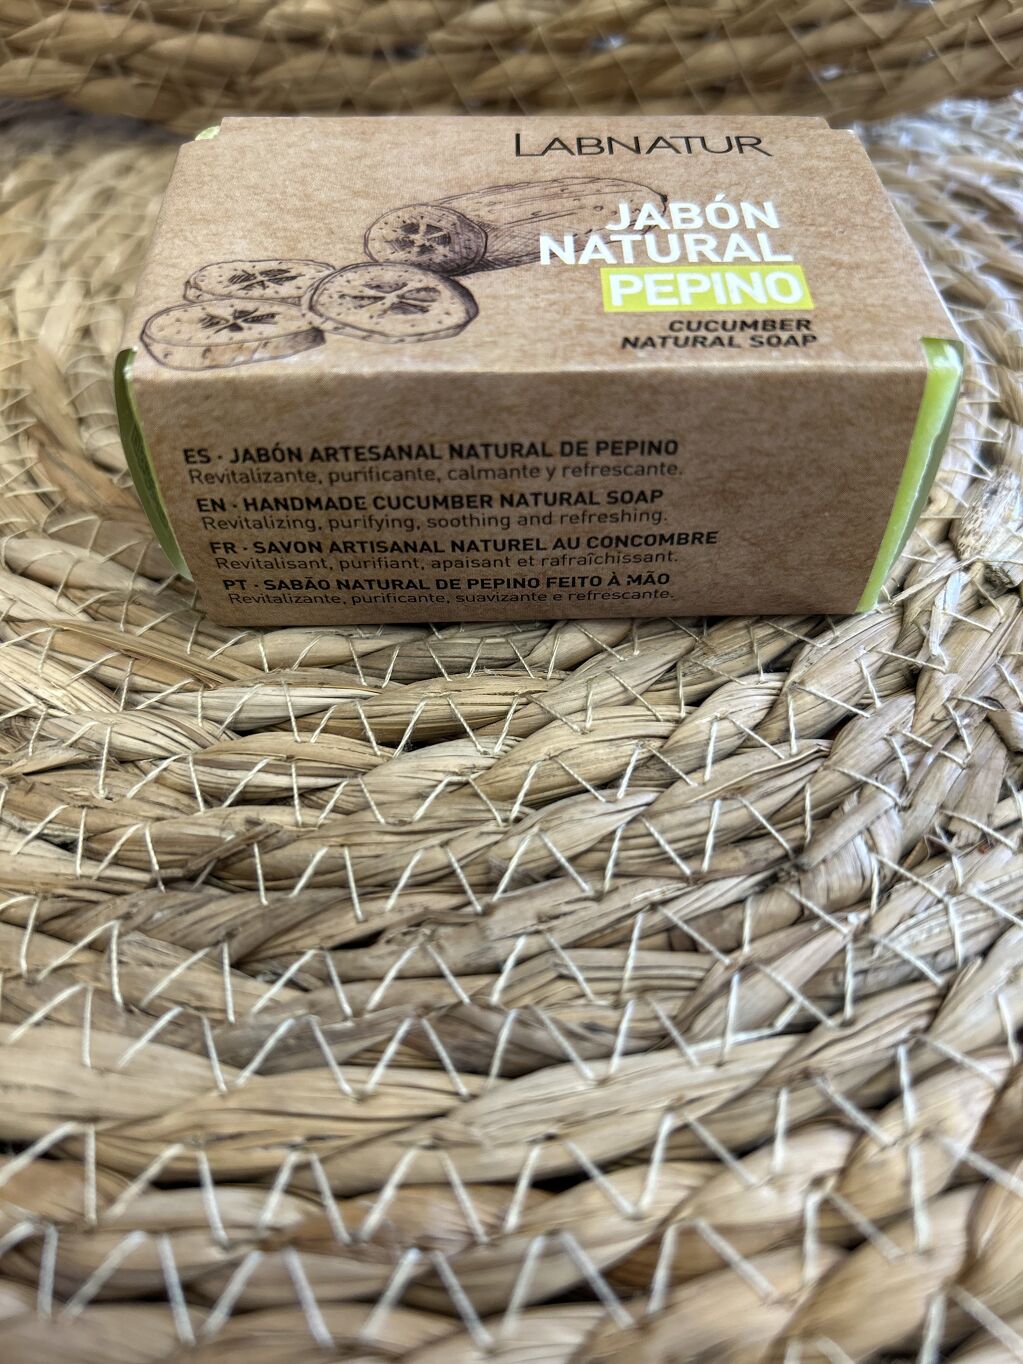 LABNATUR
JABÓN
NATURAL
PEPINO
CUCUMBER
NATURAL SOAP
ES · JABÓN ARTESANAL NATURAL DE PEPINO
Revitalizante, purificante, calmante y refrescante.
EN · HANDMADE CUCUMBER NATURAL SOAP
Revitalizing, purifying, soothing and refreshing.
FR · SAVON ARTISANAL NATUREL AU CONCOMBRE
Revitalisant, purifiant, apaisant et rafraîchissant.
PT · SABÃO NATURAL DE PEPINO FEITO À MÃO
Revitalizante, purificante, suavizante e refrescante.